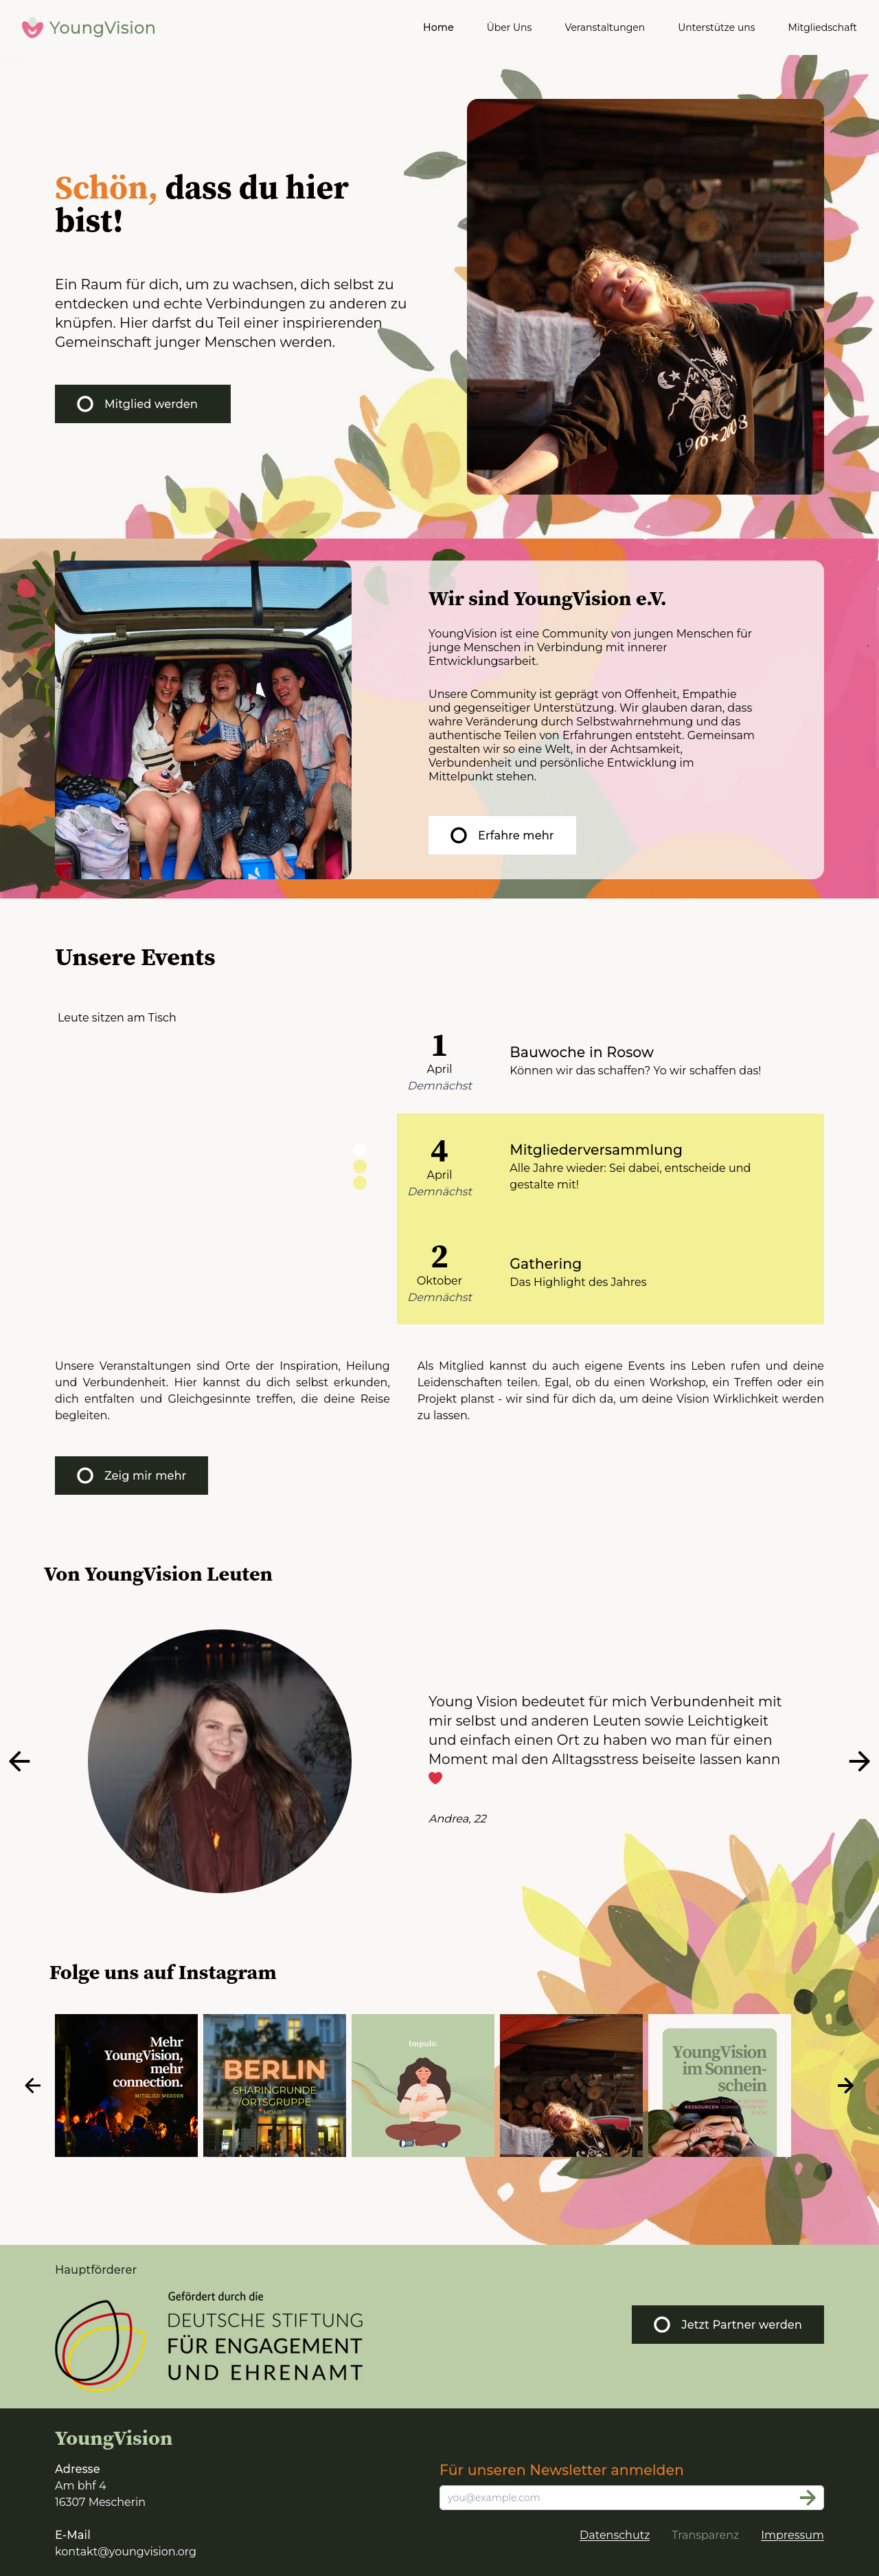 YoungVision
Home Über Uns Veranstaltungen Unterstütze uns Mitgliedschaft
Schön, dass du hier
bist!
Ein Raum für dich, um zu wachsen, dich selbst zu
entdecken und echte Verbindungen zu anderen zu
knüpfen. Hier darfst du Teil einer inspirierenden
Gemeinschaft junger Menschen werden.
Mitglied werden
Wir sind YoungVision e.V.
YoungVision ist eine Community von jungen Menschen für
junge Menschen in Verbindung mit innerer
Entwicklungsarbeit.
Unsere Community ist geprägt von Offenheit, Empathie
und gegenseitiger Unterstützung. Wir glauben daran, dass
wahre Veränderung durch Selbstwahrnehmung und das
authentische Teilen von Erfahrungen entsteht. Gemeinsam
gestalten wir so eine Welt, in der Achtsamkeit,
Verbundenheit und persönliche Entwicklung im
Mittelpunkt stehen.
Erfahre mehr
Unsere Events
Leute sitzen am Tisch
1
April
Demnächst
Bauwoche in Rosow
Können wir das schaffen? Yo wir schaffen das!
4
April
Demnächst
Mitgliederversammlung
Alle Jahre wieder: Sei dabei, entscheide und
gestalte mit!
2
Oktober
Demnächst
Gathering
Das Highlight des Jahres
Unsere Veranstaltungen sind Orte der Inspiration, Heilung
und Verbundenheit. Hier kannst du dich selbst erkunden,
dich entfalten und Gleichgesinnte treffen, die deine Reise
begleiten.
Als Mitglied kannst du auch eigene Events ins Leben rufen und deine
Leidenschaften teilen. Egal, ob du einen Workshop, ein Treffen oder ein
Projekt planst - wir sind für dich da, um deine Vision Wirklichkeit werden
zu lassen.
Zeig mir mehr
Von YoungVision Leuten
Young Vision bedeutet für mich Verbundenheit mit
mir selbst und anderen Leuten sowie Leichtigkeit
und einfach einen Ort zu haben wo man für einen
Moment mal den Alltagsstress beiseite lassen kann
Andrea, 22
Folge uns auf Instagram
Mehr
YoungVision,
mehr
connection.
MITGLIED WERDEN
BERLIN
SHARINGRUNDE
/ORTSGRUPPE
MOABIT
Impuls:
YoungVision
im Sonnen-
schein
Hauptförderer
Gefördert durch die
DEUTSCHE STIFTUNG
FÜR ENGAGEMENT
UND EHRENAMT
Jetzt Partner werden
YoungVision
Adresse
Am bhf 4
16307 Mescherin
E-Mail
kontakt@youngvision.org
Für unseren Newsletter anmelden
you@example.com
Datenschutz Transparenz Impressum